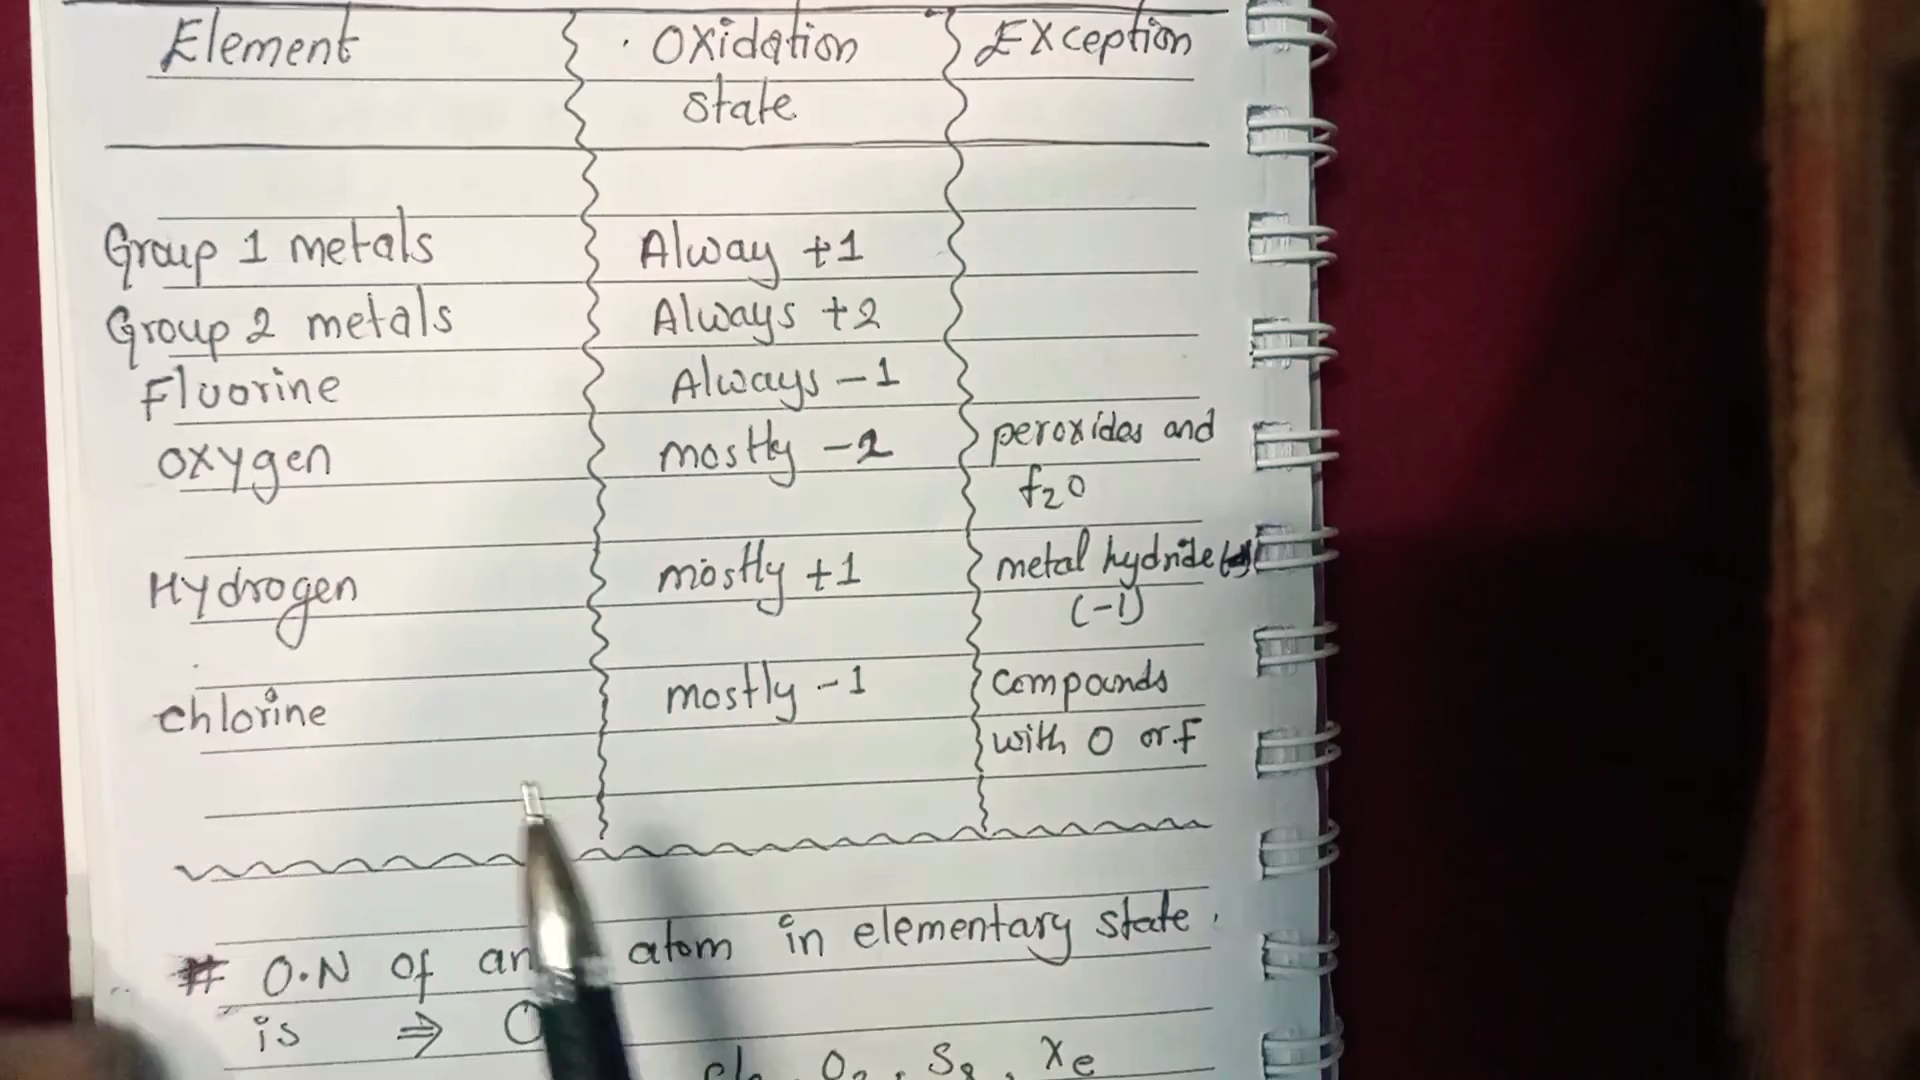 Element Oxidation Exception
state
Group 1 metals Alway +1
Group 2 metals Always +2
Fluorine Always -1
Oxygen mostly -2 peroxides and
f₂0
Hydrogen mostly +1 metal hydride
(-1)
chlorine mostly -1 compounds
with O or F
# O.N of atom in elementary state.
is ⇒ O
O₂, S₈, Xe